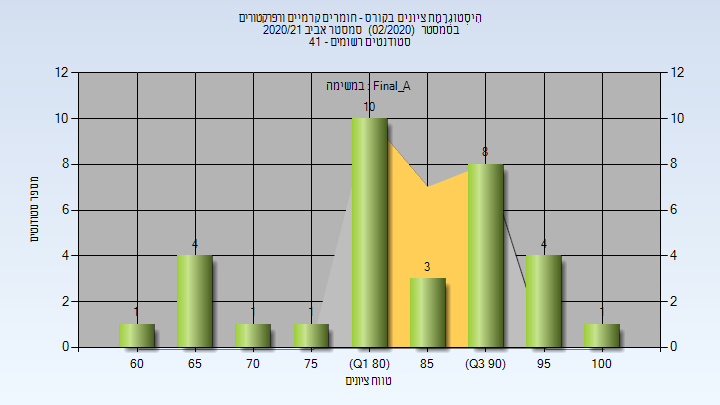 היסטוגרמת ציונים בקורס - חומרים קרמיים ורפרקטורים
בסמסטר (02/2020) סמסטר אביב 2020/21
סטודנטים רשומים - 41
במשימה : Final_A
מספר סטודנטים
12 12
10 10
8 8
6 6
4 4
2 2
0 0
1 4 1 1 10 3 8 4 1
60 65 70 75 (Q1 80) 85 (Q3 90) 95 100
טווח ציונים